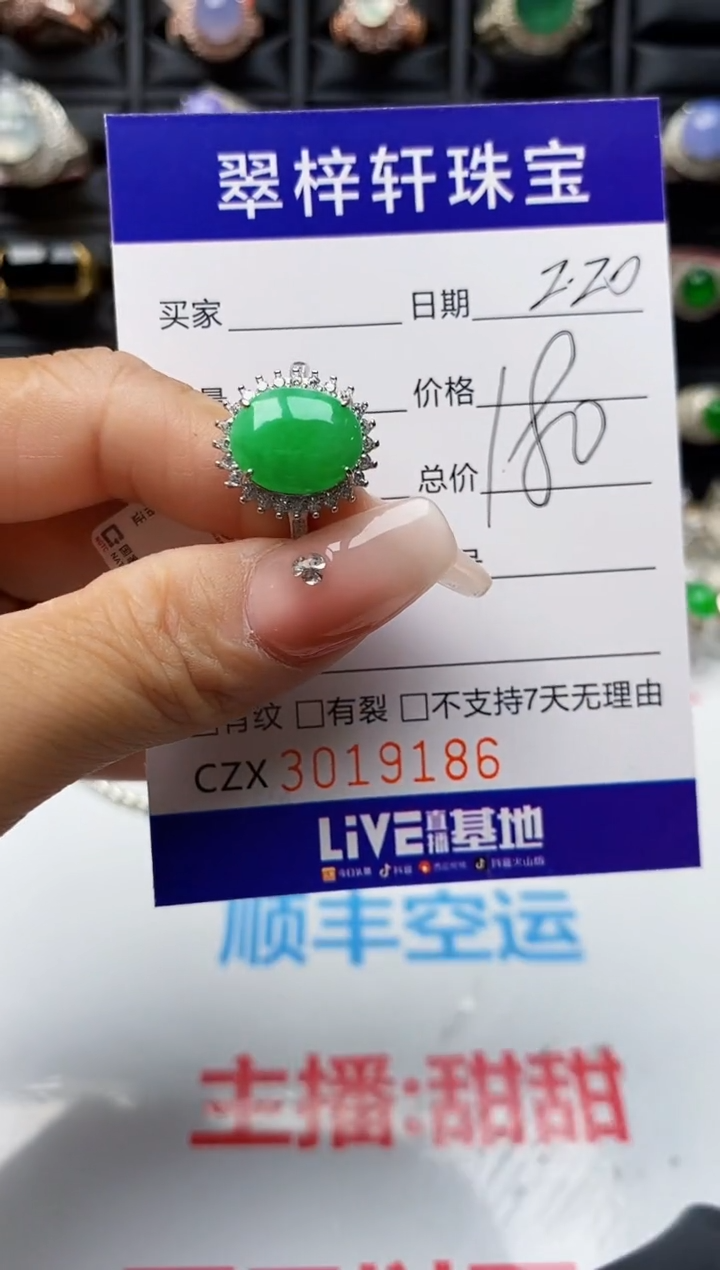 翠梓轩珠宝
买家 日期 2.20
价格 180
总价
有纹 □有裂 □不支持7天无理由
CZX 3019186
LiVE直播基地
顺丰空运
主播:甜甜